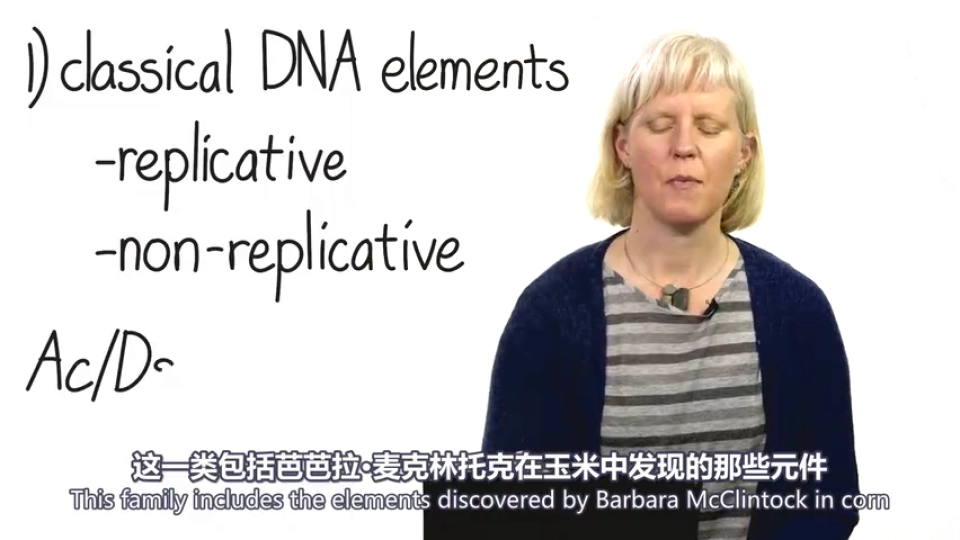 1) classical DNA elements
-replicative
-non-replicative
Ac/Ds
这一类包括芭芭拉·麦克林托克在玉米中发现的那些元件
This family includes the elements discovered by Barbara McClintock in corn